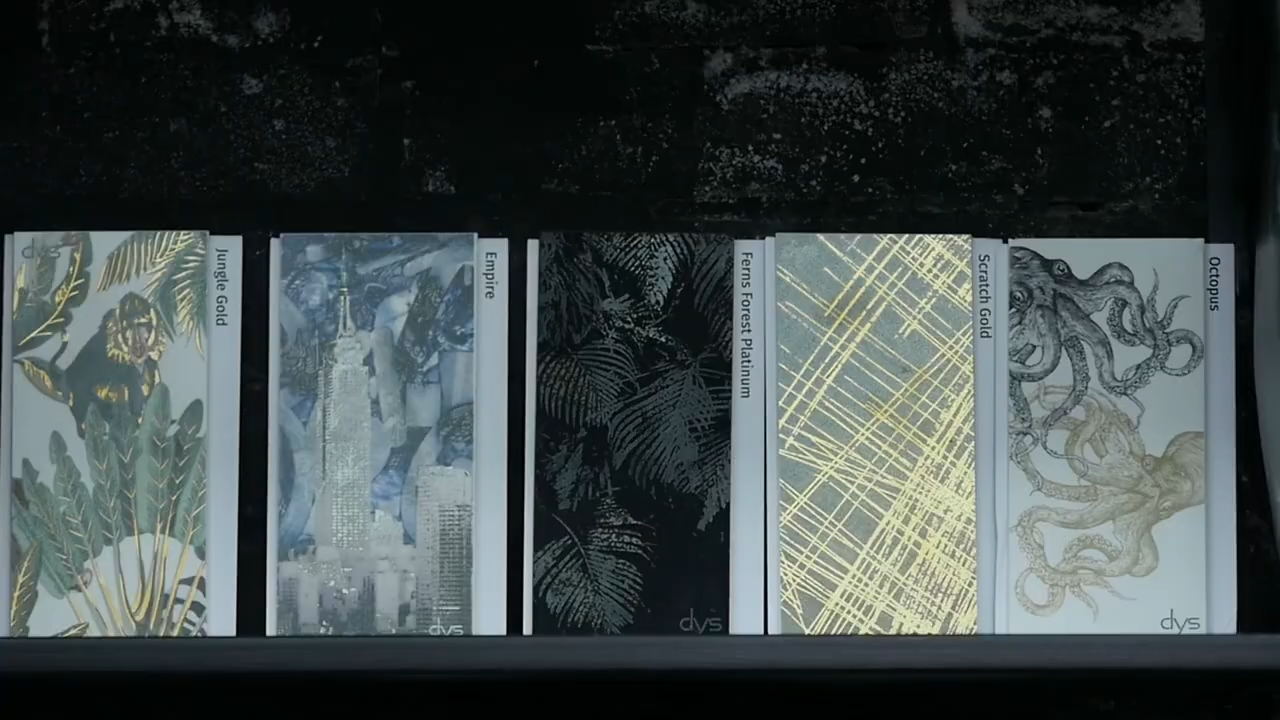 dys
Jungle Gold
Empire
dys
Ferns Forest Platinum
dys
Scratch Gold
Octopus
dys